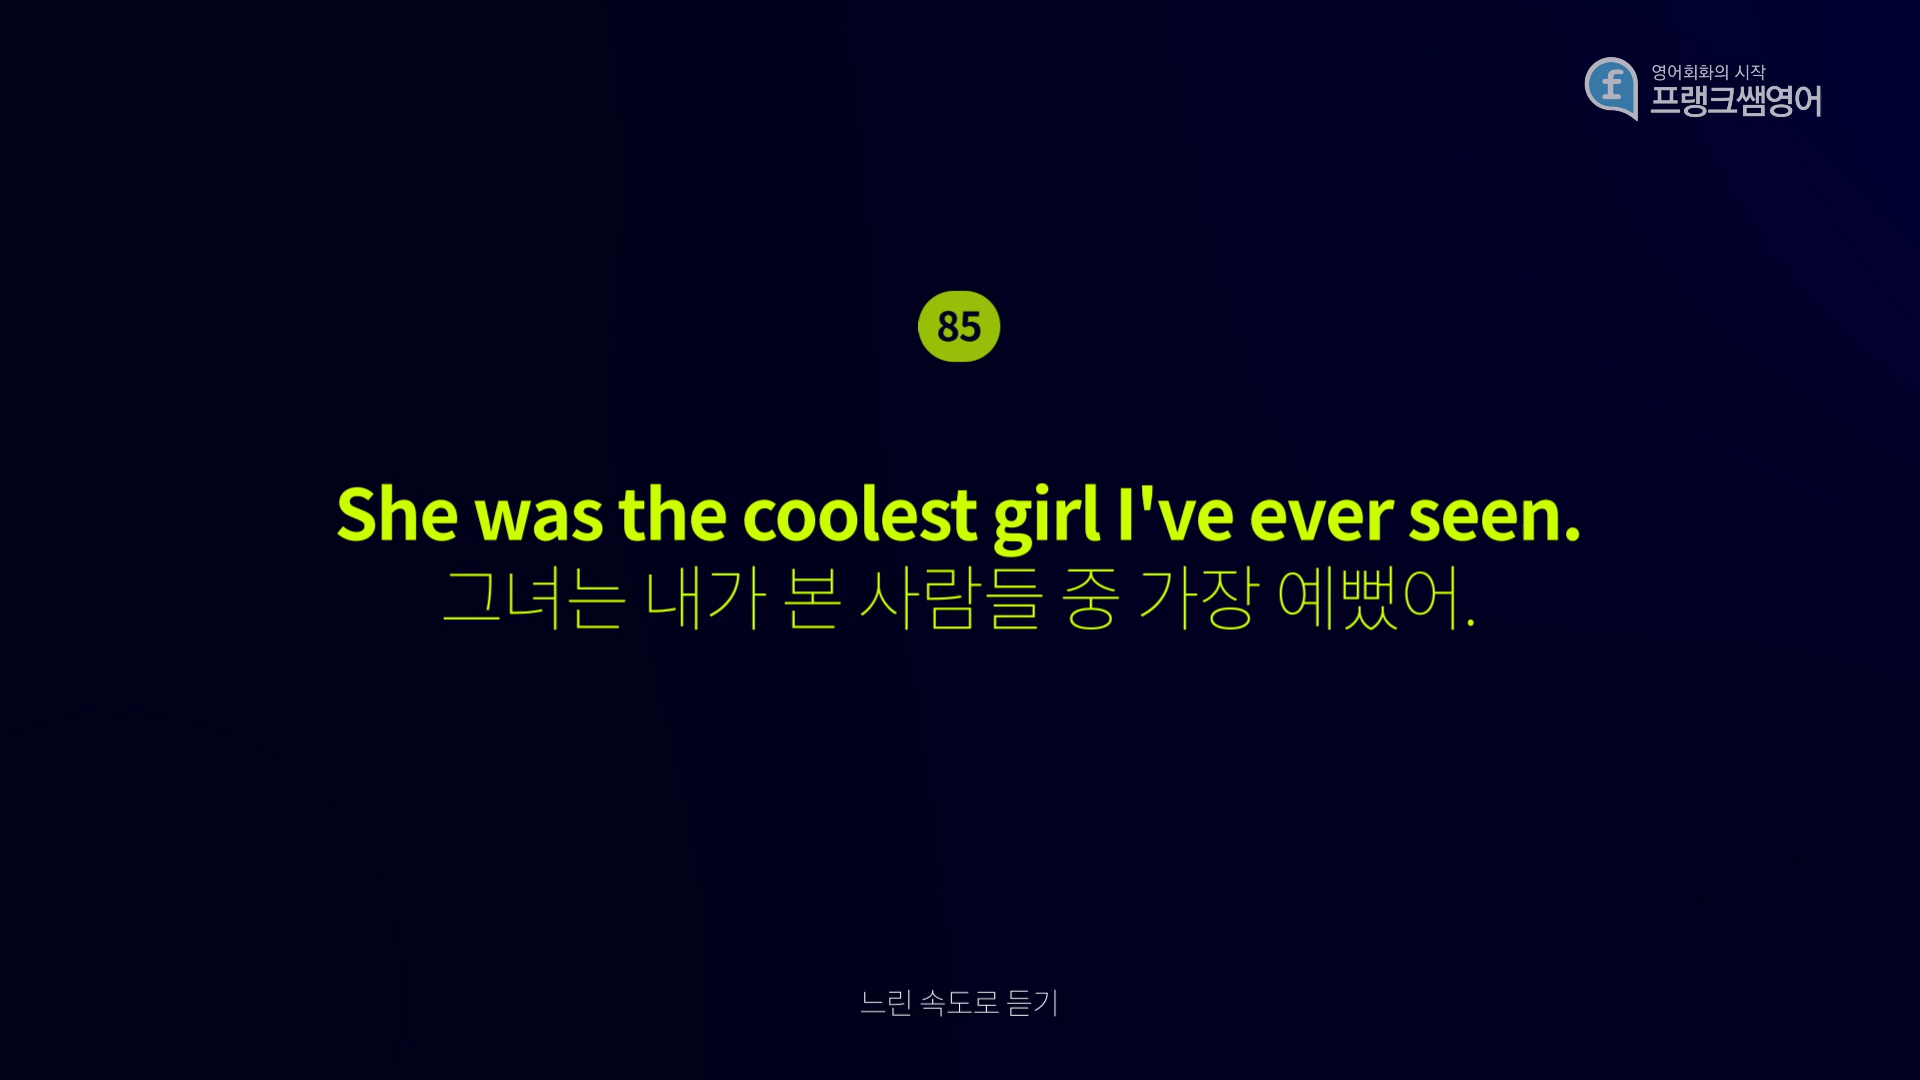 영어회화의 시작
프랭크쌤영어
85
She was the coolest girl I've ever seen.
그녀는 내가 본 사람들 중 가장 예뻤어.
느린 속도로 듣기